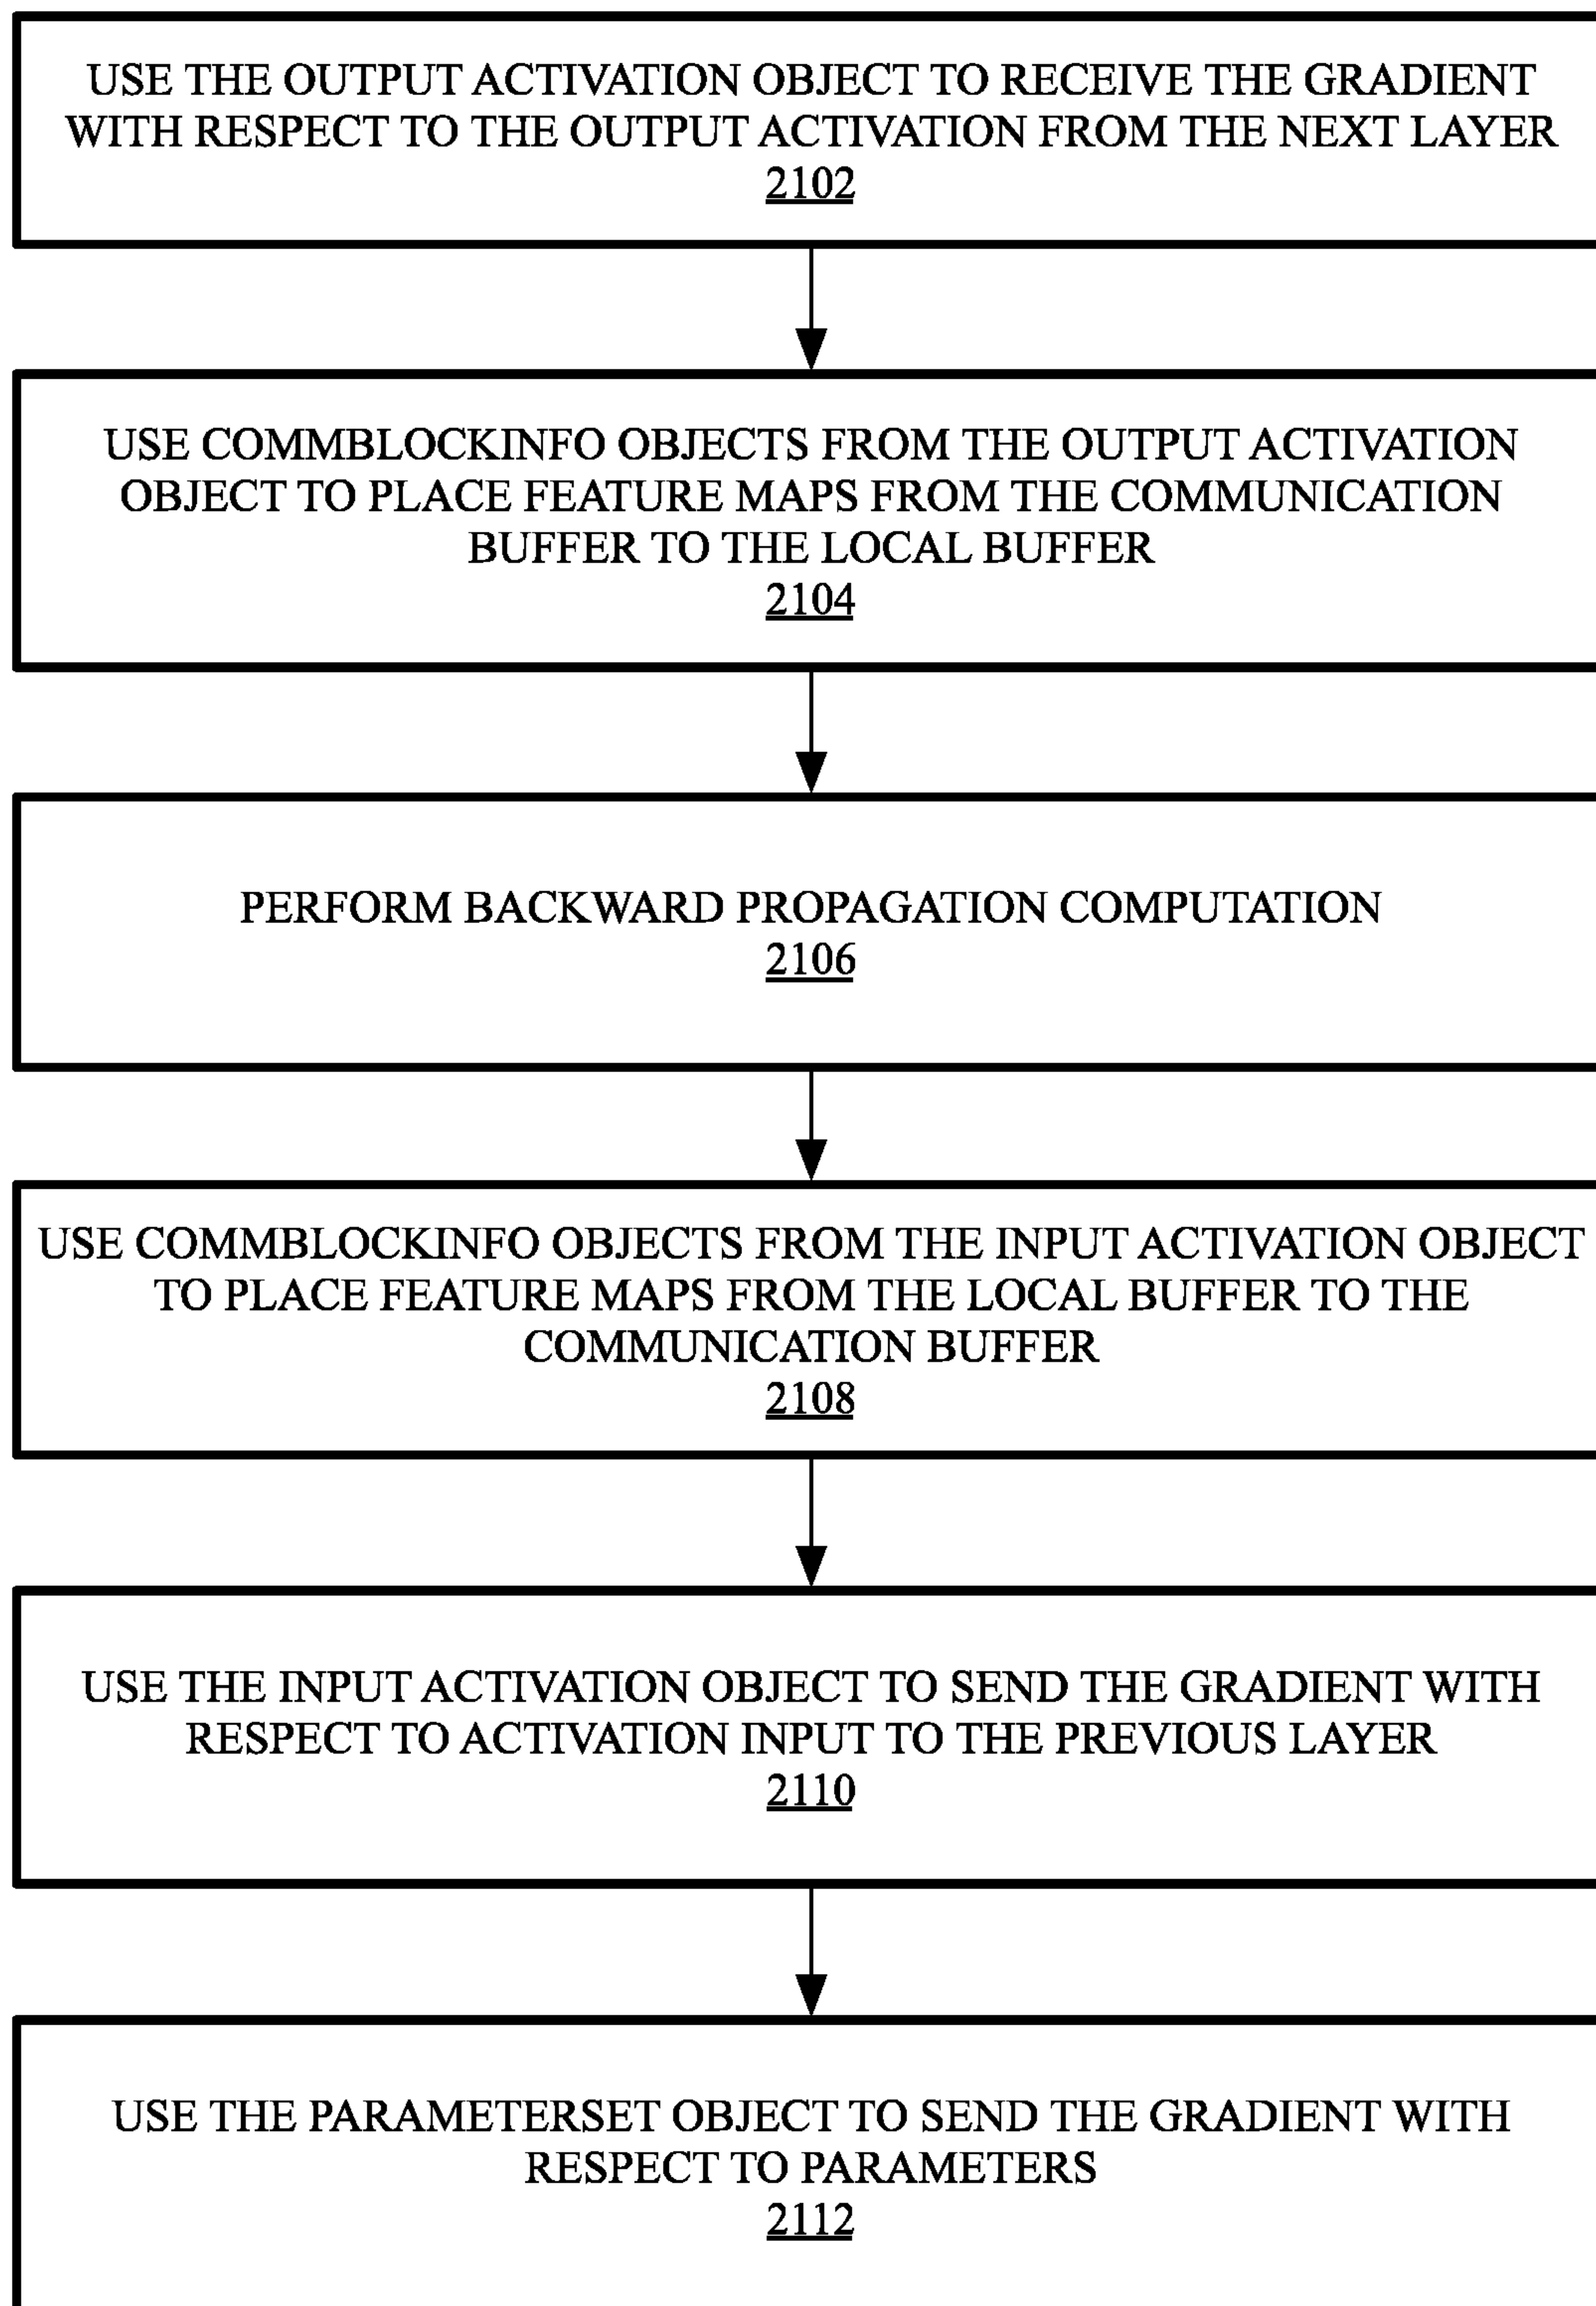 USE THE OUTPUT ACTIVATION OBJECT TO RECEIVE THE GRADIENT
WITH RESPECT TO THE OUTPUT ACTIVATION FROM THE NEXT LAYER
2102
USE COMMBLOCKINFO OBJECTS FROM THE OUTPUT ACTIVATION
OBJECT TO PLACE FEATURE MAPS FROM THE COMMUNICATION
BUFFER TO THE LOCAL BUFFER
2104
PERFORM BACKWARD PROPAGATION COMPUTATION
2106
USE COMMBLOCKINFO OBJECTS FROM THE INPUT ACTIVATION OBJECT
TO PLACE FEATURE MAPS FROM THE LOCAL BUFFER TO THE
COMMUNICATION BUFFER
2108
USE THE INPUT ACTIVATION OBJECT TO SEND THE GRADIENT WITH
RESPECT TO ACTIVATION INPUT TO THE PREVIOUS LAYER
2110
USE THE PARAMETERSET OBJECT TO SEND THE GRADIENT WITH
RESPECT TO PARAMETERS
2112